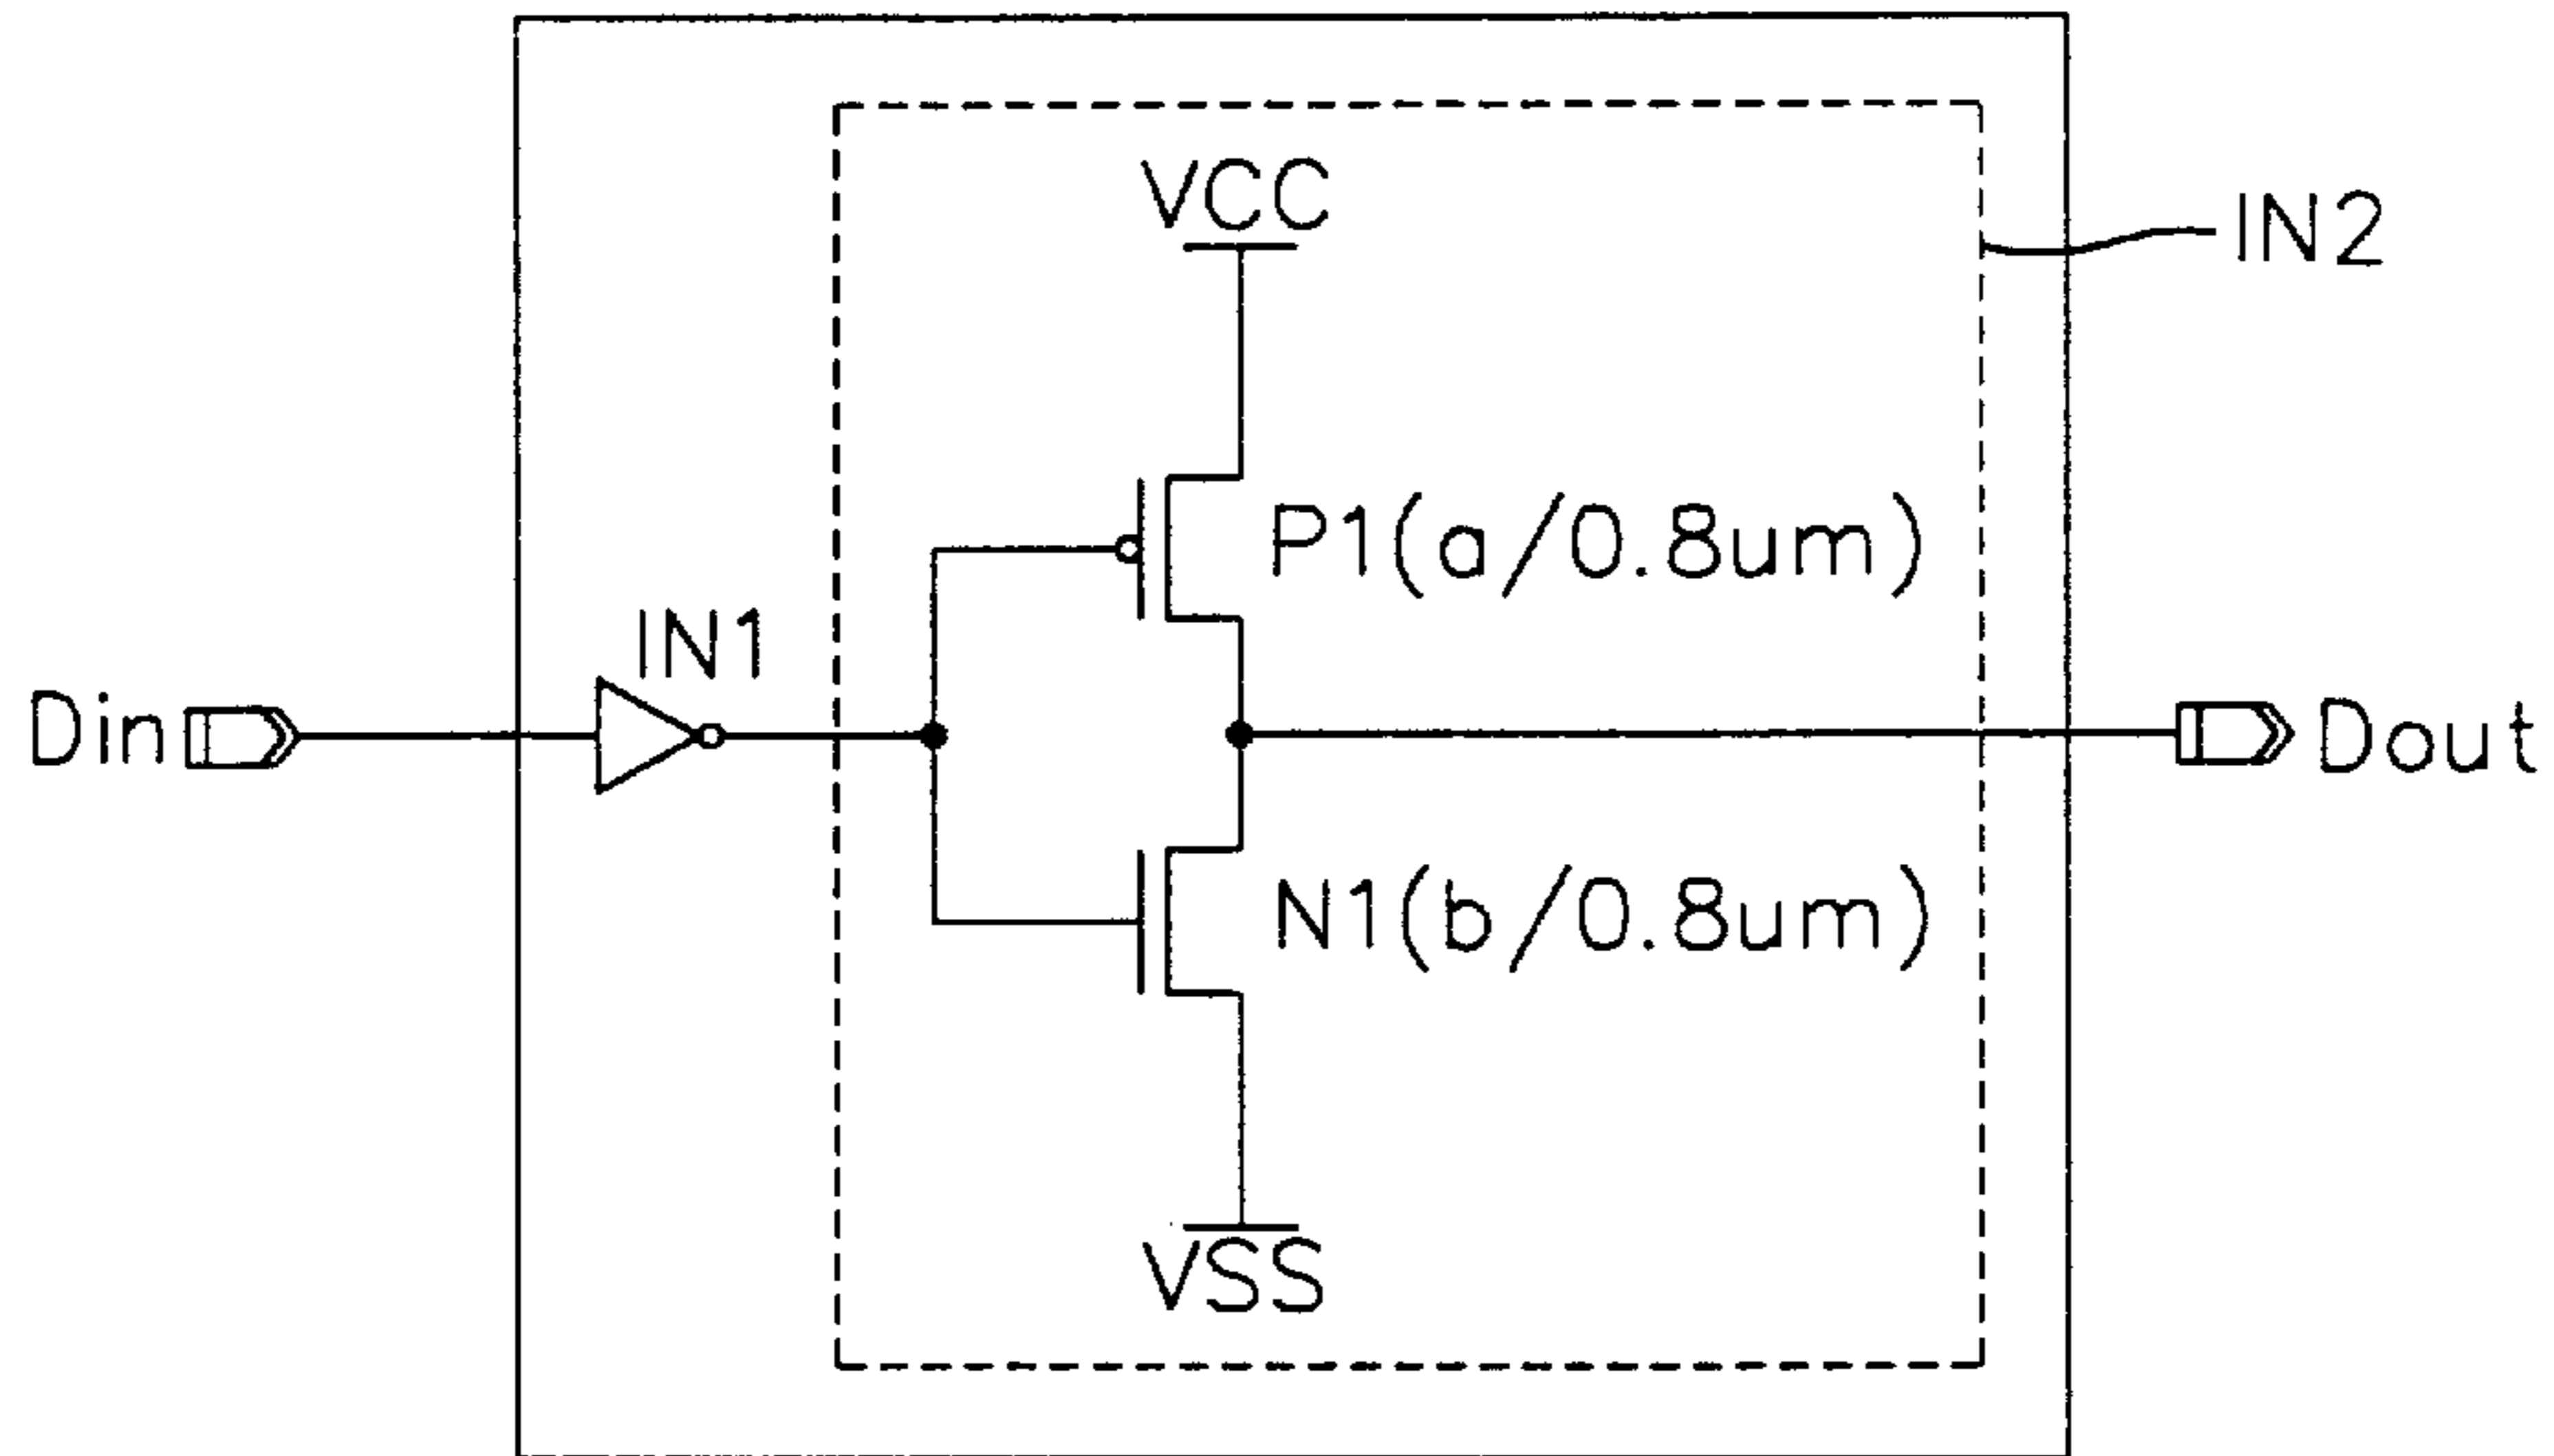 VCC
IN2
P1(a/0.8um)
IN1
Din
Dout
N1(b/0.8um)
VSS